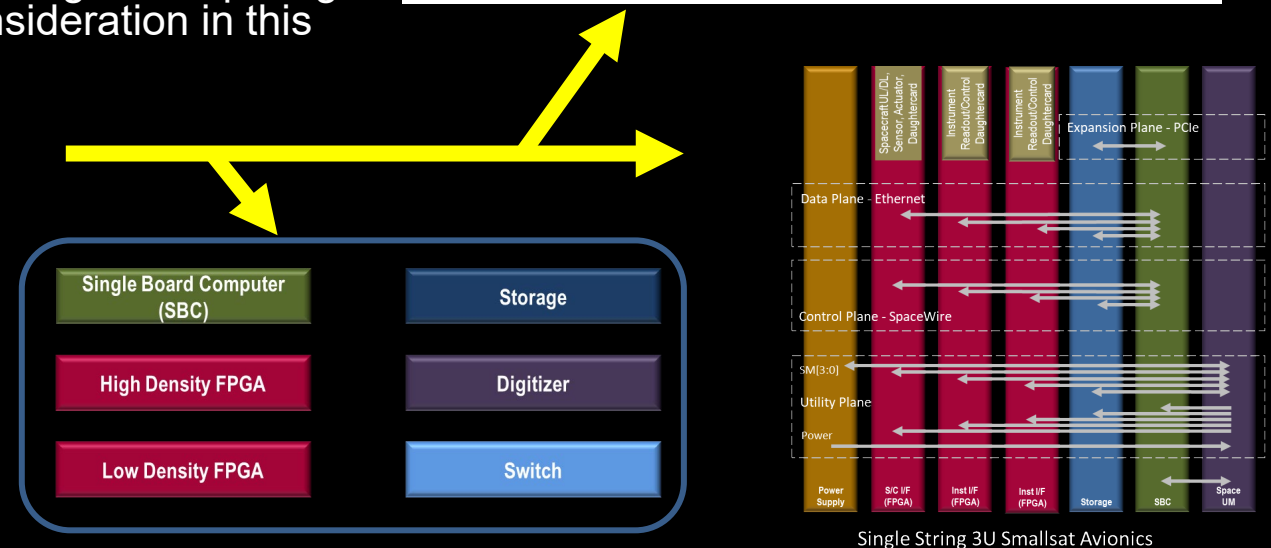 nsideration in this
Single Board Computer
(SBC)
High Density FPGA
Low Density FPGA
Storage
Digitizer
Switch
Spacecraft UL/DL,
Sensor, Actuator,
Daughtercard
Instrument
Readout/Control
Daughtercard
Instrument
Readout/Control
Daughtercard
Expansion Plane - PCIe
Data Plane - Ethernet
Control Plane - SpaceWire
SM[3:0]
Utility Plane
Power
Power
Supply
S/C I/F
(FPGA)
Inst I/F
(FPGA)
Inst I/F
(FPGA)
Storage
SBC
Space
UM
Single String 3U Smallsat Avionics